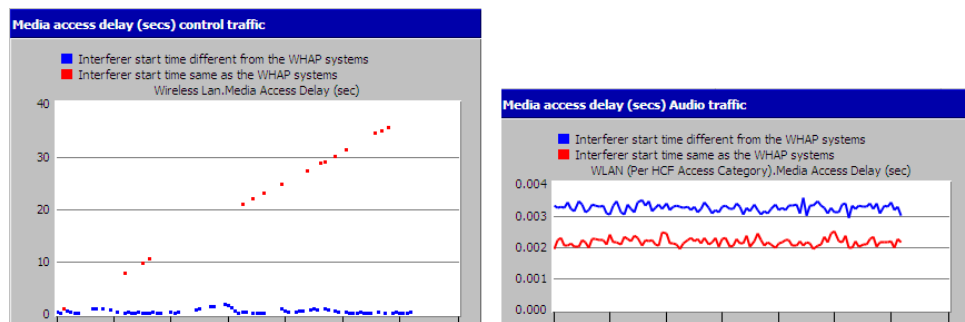 Media access delay (secs) control traffic
Interferer start time different from the WHAP systems
Interferer start time same as the WHAP systems
Wireless Lan.Media Access Delay (sec)
40
30
20
10
0
Media access delay (secs) Audio traffic
Interferer start time different from the WHAP systems
Interferer start time same as the WHAP systems
WLAN (Per HCF Access Category).Media Access Delay (sec)
0.004
0.003
0.002
0.001
0.000